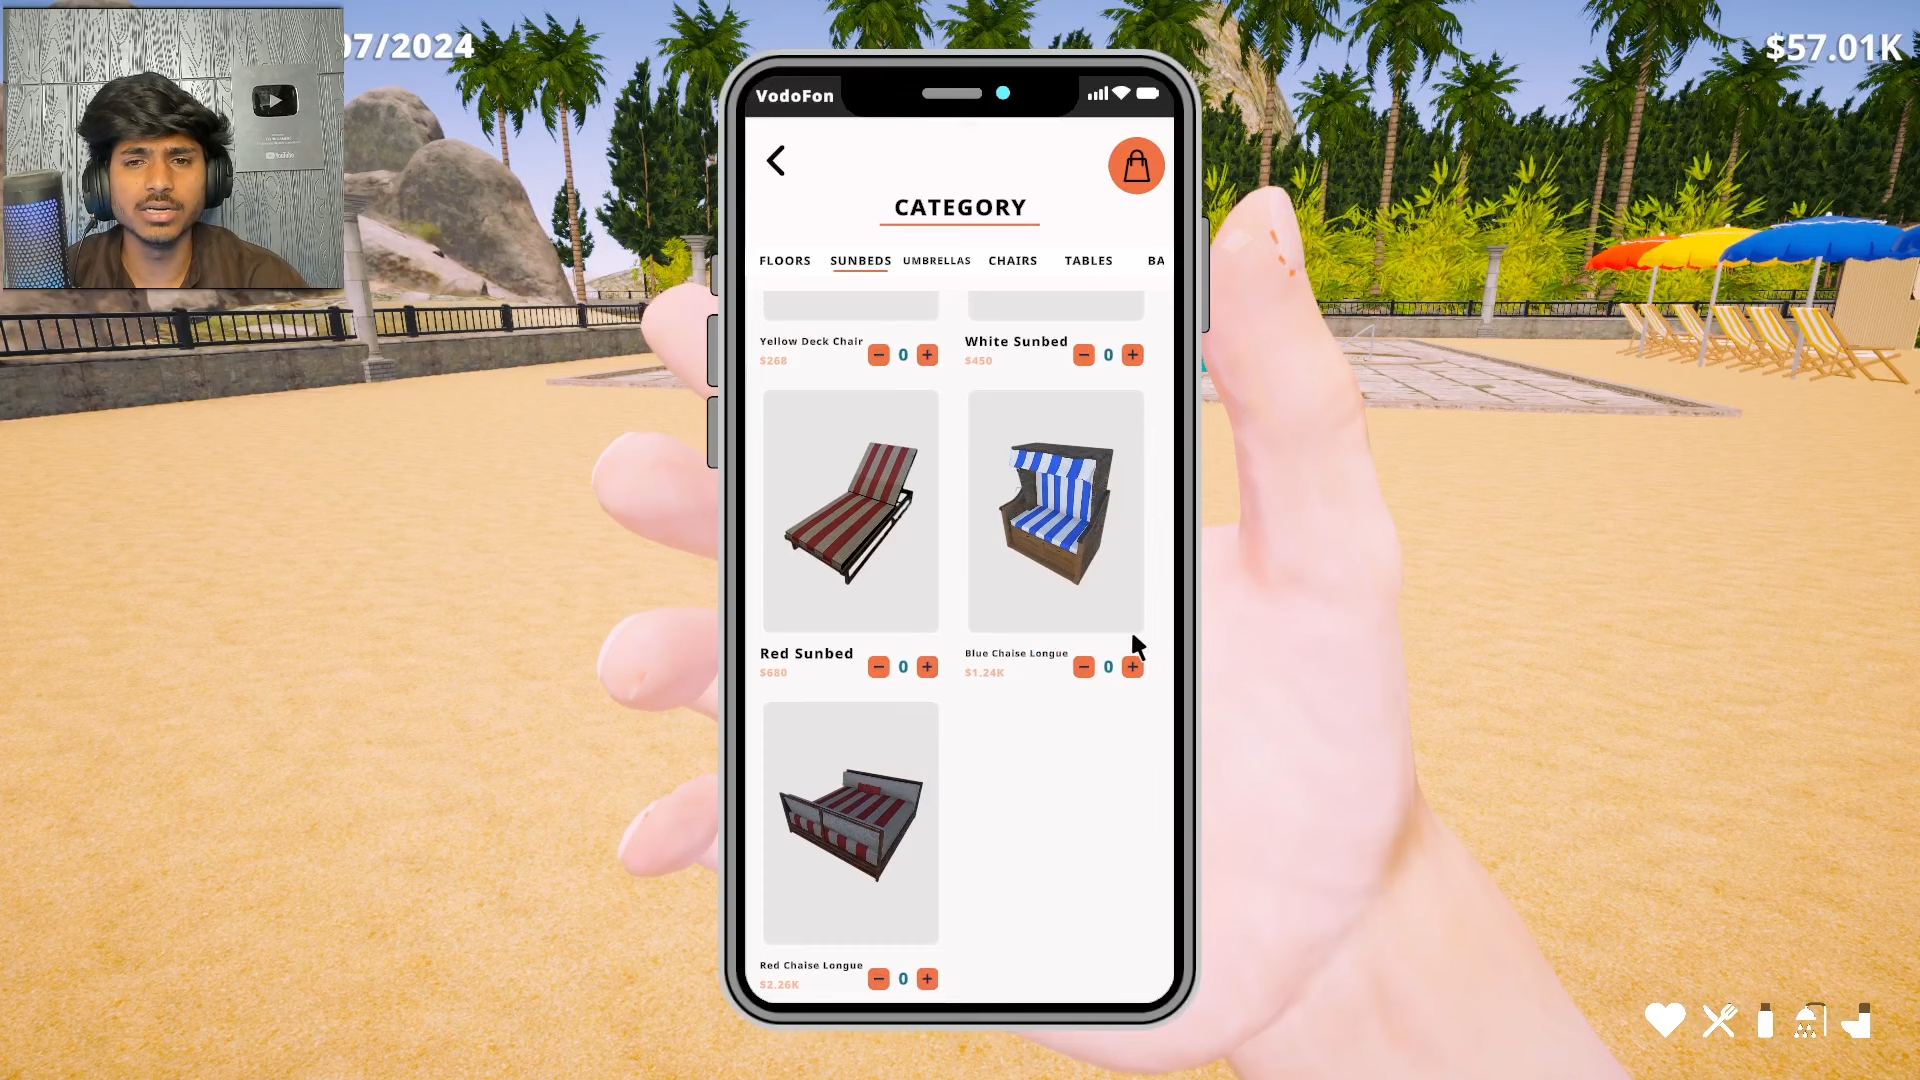 07/2024
$57.01K
VodoFon
CATEGORY
FLOORS SUNBEDS UMBRELLAS CHAIRS TABLES BA
Yellow Deck Chair
$268
- 0 +
White Sunbed
$450
- 0 +
Red Sunbed
$680
- 0 +
Blue Chaise Longue
$1.24K
- 0 +
Red Chaise Longue
$2.26K
- 0 +
YouTube